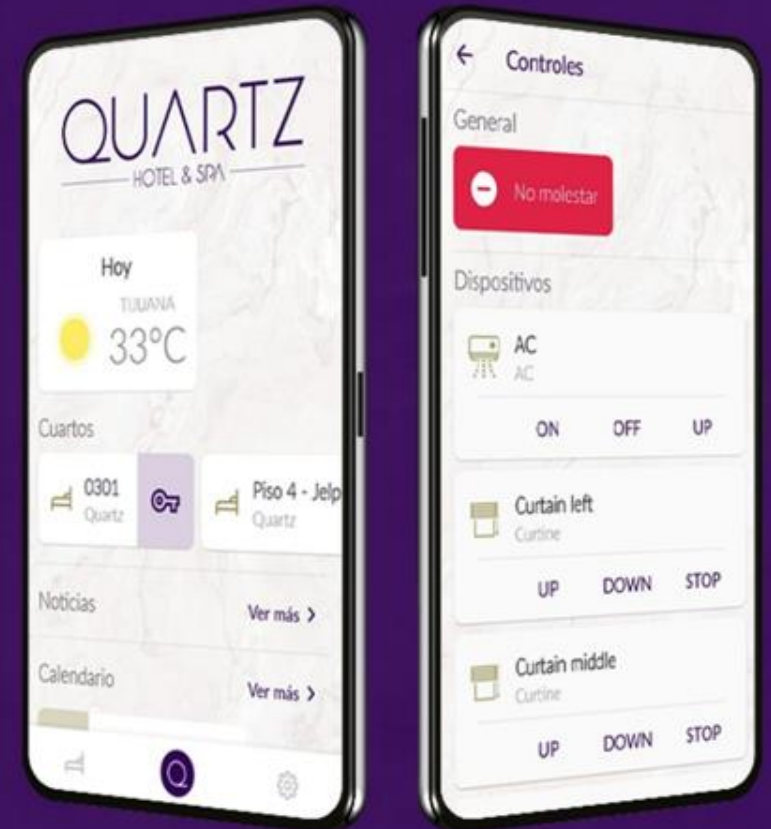 QUARTZ
HOTEL & SPA
Hoy
TIJUANA
33°C
Cuartos
0301
Quartz
Piso 4 - Jelp
Quartz
Noticias
Ver más >
Calendario
Ver más >
Q
← Controles
General
No molestar
Dispositivos
AC
AC
ON OFF UP
Curtain left
Curtine
UP DOWN STOP
Curtain middle
Curtine
UP DOWN STOP